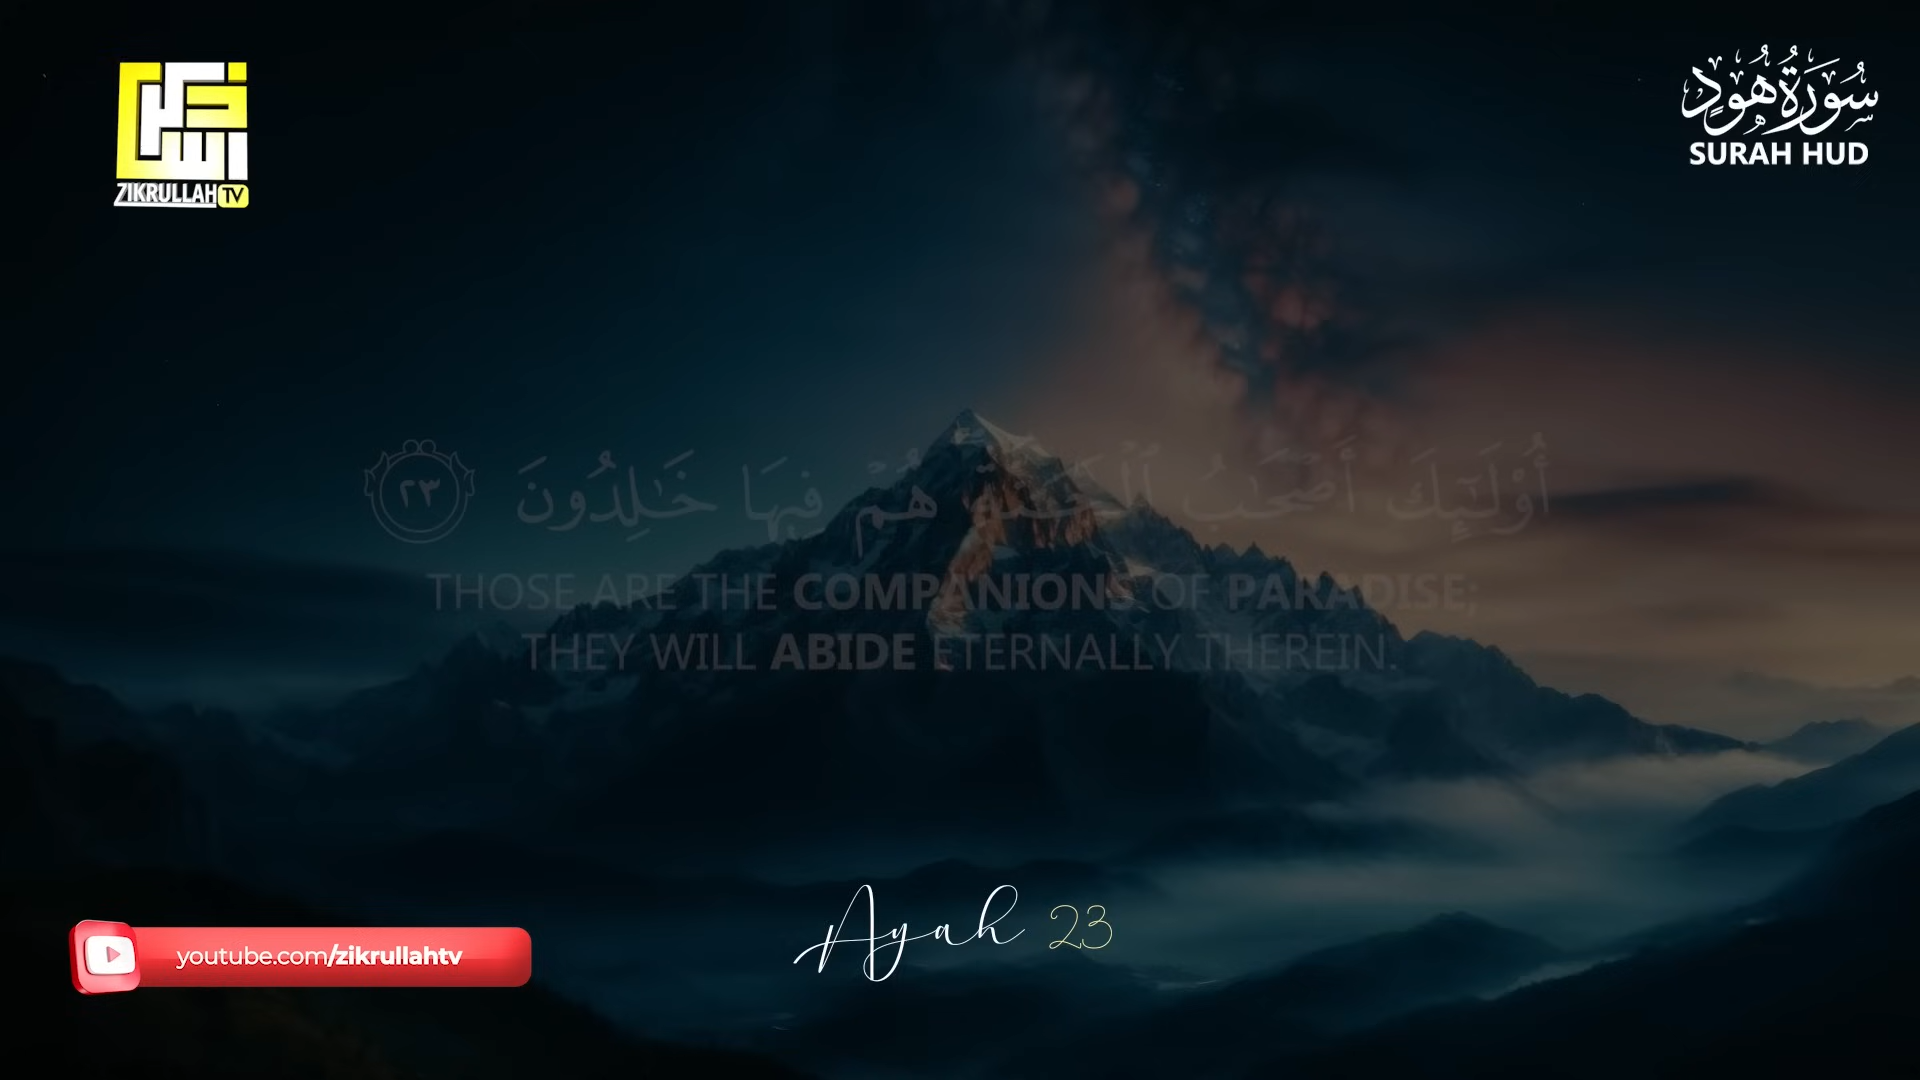 ZIKRULLAH TV
سُورَةُ هُودٍ
SURAH HUD
أُو۟لَـٰٓئِكَ أَصْحَـٰبُ ٱلْجَنَّةِ هُمْ فِيهَا خَـٰلِدُونَ ٢٣
THOSE ARE THE COMPANIONS OF PARADISE;
THEY WILL ABIDE ETERNALLY THEREIN.
Ayah 23
youtube.com/zikrullahtv